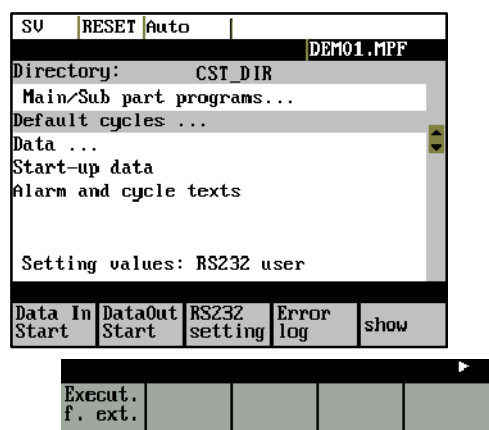 SV RESET Auto
DEMO1.MPF
Directory: CST_DIR
Main/Sub part programs...
Default cycles ...
Data ...
Start-up data
Alarm and cycle texts
Setting values: RS232 user
Data In Start DataOut Start RS232 setting Error log show
Execut. f. ext.